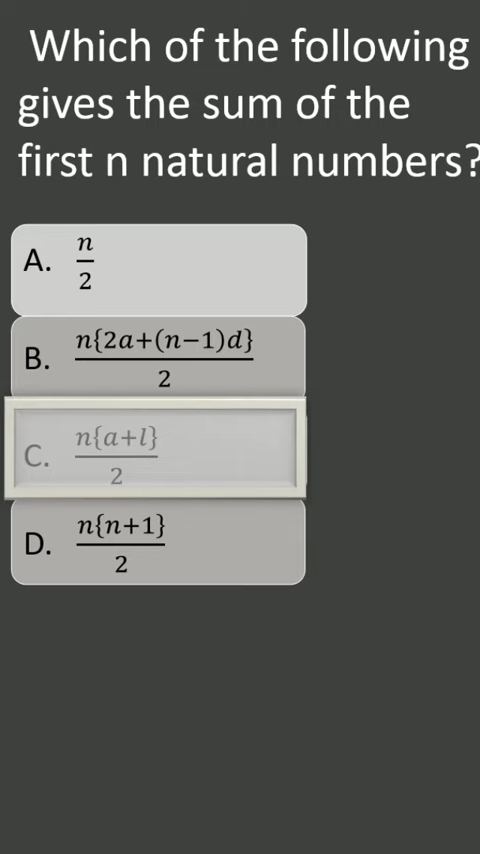 Which of the following
gives the sum of the
first n natural numbers?
A. n/2
B. n{2a+(n−1)d}/2
C. n{a+l}/2
D. n{n+1}/2